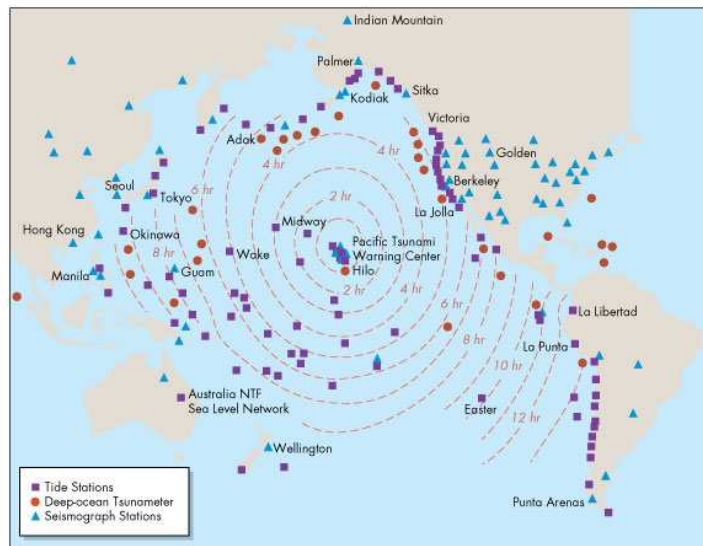 Indian Mountain
Palmer
Kodiak
Sitka
Adak
Victoria
4 hr
4 hr
Golden
Seoul
6 hr
2 hr
Berkeley
Tokyo
La Jolla
Midway
Hong Kong
Okinawa
Pacific Tsunami
Warning Center
Wake
8 hr
Manila
Guam
Hilo
2 hr
4 hr
6 hr
La Libertad
8 hr
La Punta
10 hr
Australia NTF
Sea Level Network
Easter
12 hr
Wellington
Tide Stations
Deep-ocean Tsunameter
Seismograph Stations
Punta Arenas